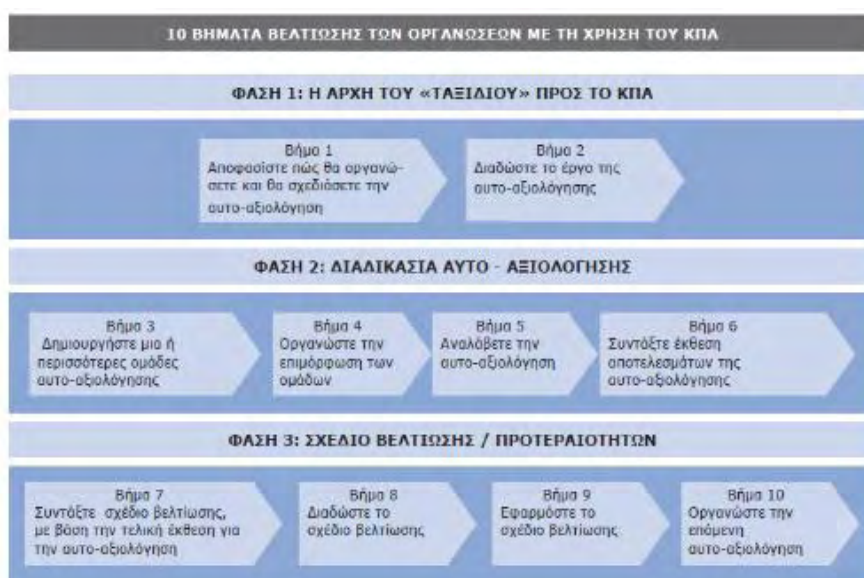 10 ΒΗΜΑΤΑ ΒΕΛΤΙΩΣΗΣ ΤΩΝ ΟΡΓΑΝΩΣΕΩΝ ΜΕ ΤΗ ΧΡΗΣΗ ΤΟΥ ΚΠΑ
ΦΑΣΗ 1: Η ΑΡΧΗ ΤΟΥ «ΤΑΞΙΔΙΟΥ» ΠΡΟΣ ΤΟ ΚΠΑ
Βήμα 1
Αποφασίστε πώς θα οργανώ-
σετε και θα σχεδιάσετε την
αυτο-αξιολόγηση
Βήμα 2
Διαδώστε το έργο της
αυτο-αξιολόγησης
ΦΑΣΗ 2: ΔΙΑΔΙΚΑΣΙΑ ΑΥΤΟ - ΑΞΙΟΛΟΓΗΣΗΣ
Βήμα 3
Δημιουργήστε μια ή
περισσότερες ομάδες
αυτο-αξιολόγησης
Βήμα 4
Οργανώστε την
επιμόρφωση των
ομάδων
Βήμα 5
Αναλάβετε την
αυτο-αξιολόγηση
Βήμα 6
Συντάξτε έκθεση
αποτελεσμάτων της
αυτο-αξιολόγησης
ΦΑΣΗ 3: ΣΧΕΔΙΟ ΒΕΛΤΙΩΣΗΣ / ΠΡΟΤΕΡΑΙΟΤΗΤΩΝ
Βήμα 7
Συντάξτε σχέδιο βελτίωσης,
με βάση την τελική έκθεση για
την αυτο-αξιολόγηση
Βήμα 8
Διαδώστε το
σχέδιο βελτίωσης
Βήμα 9
Εφαρμόστε το
σχέδιο βελτίωσης
Βήμα 10
Οργανώστε την
επόμενη
αυτο-αξιολόγηση